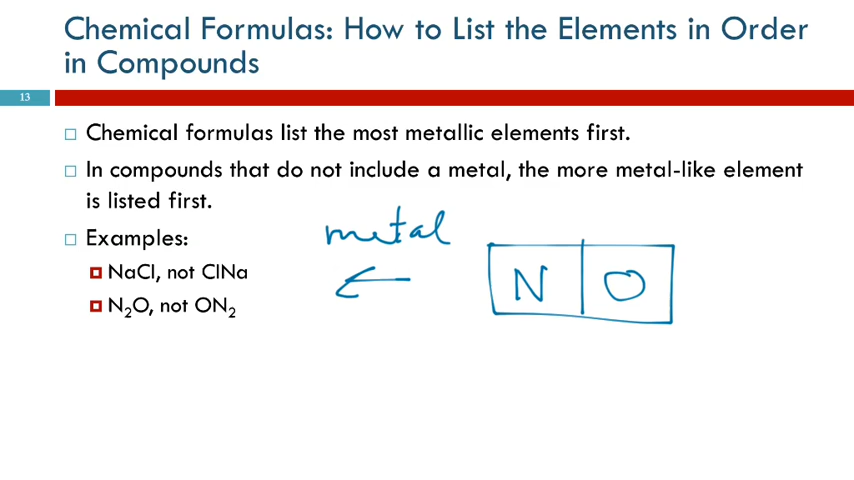 Chemical Formulas: How to List the Elements in Order
in Compounds
13
Chemical formulas list the most metallic elements first.
In compounds that do not include a metal, the more metal-like element
is listed first.
Examples:
NaCl, not ClNa
N₂O, not ON₂
metal
N O